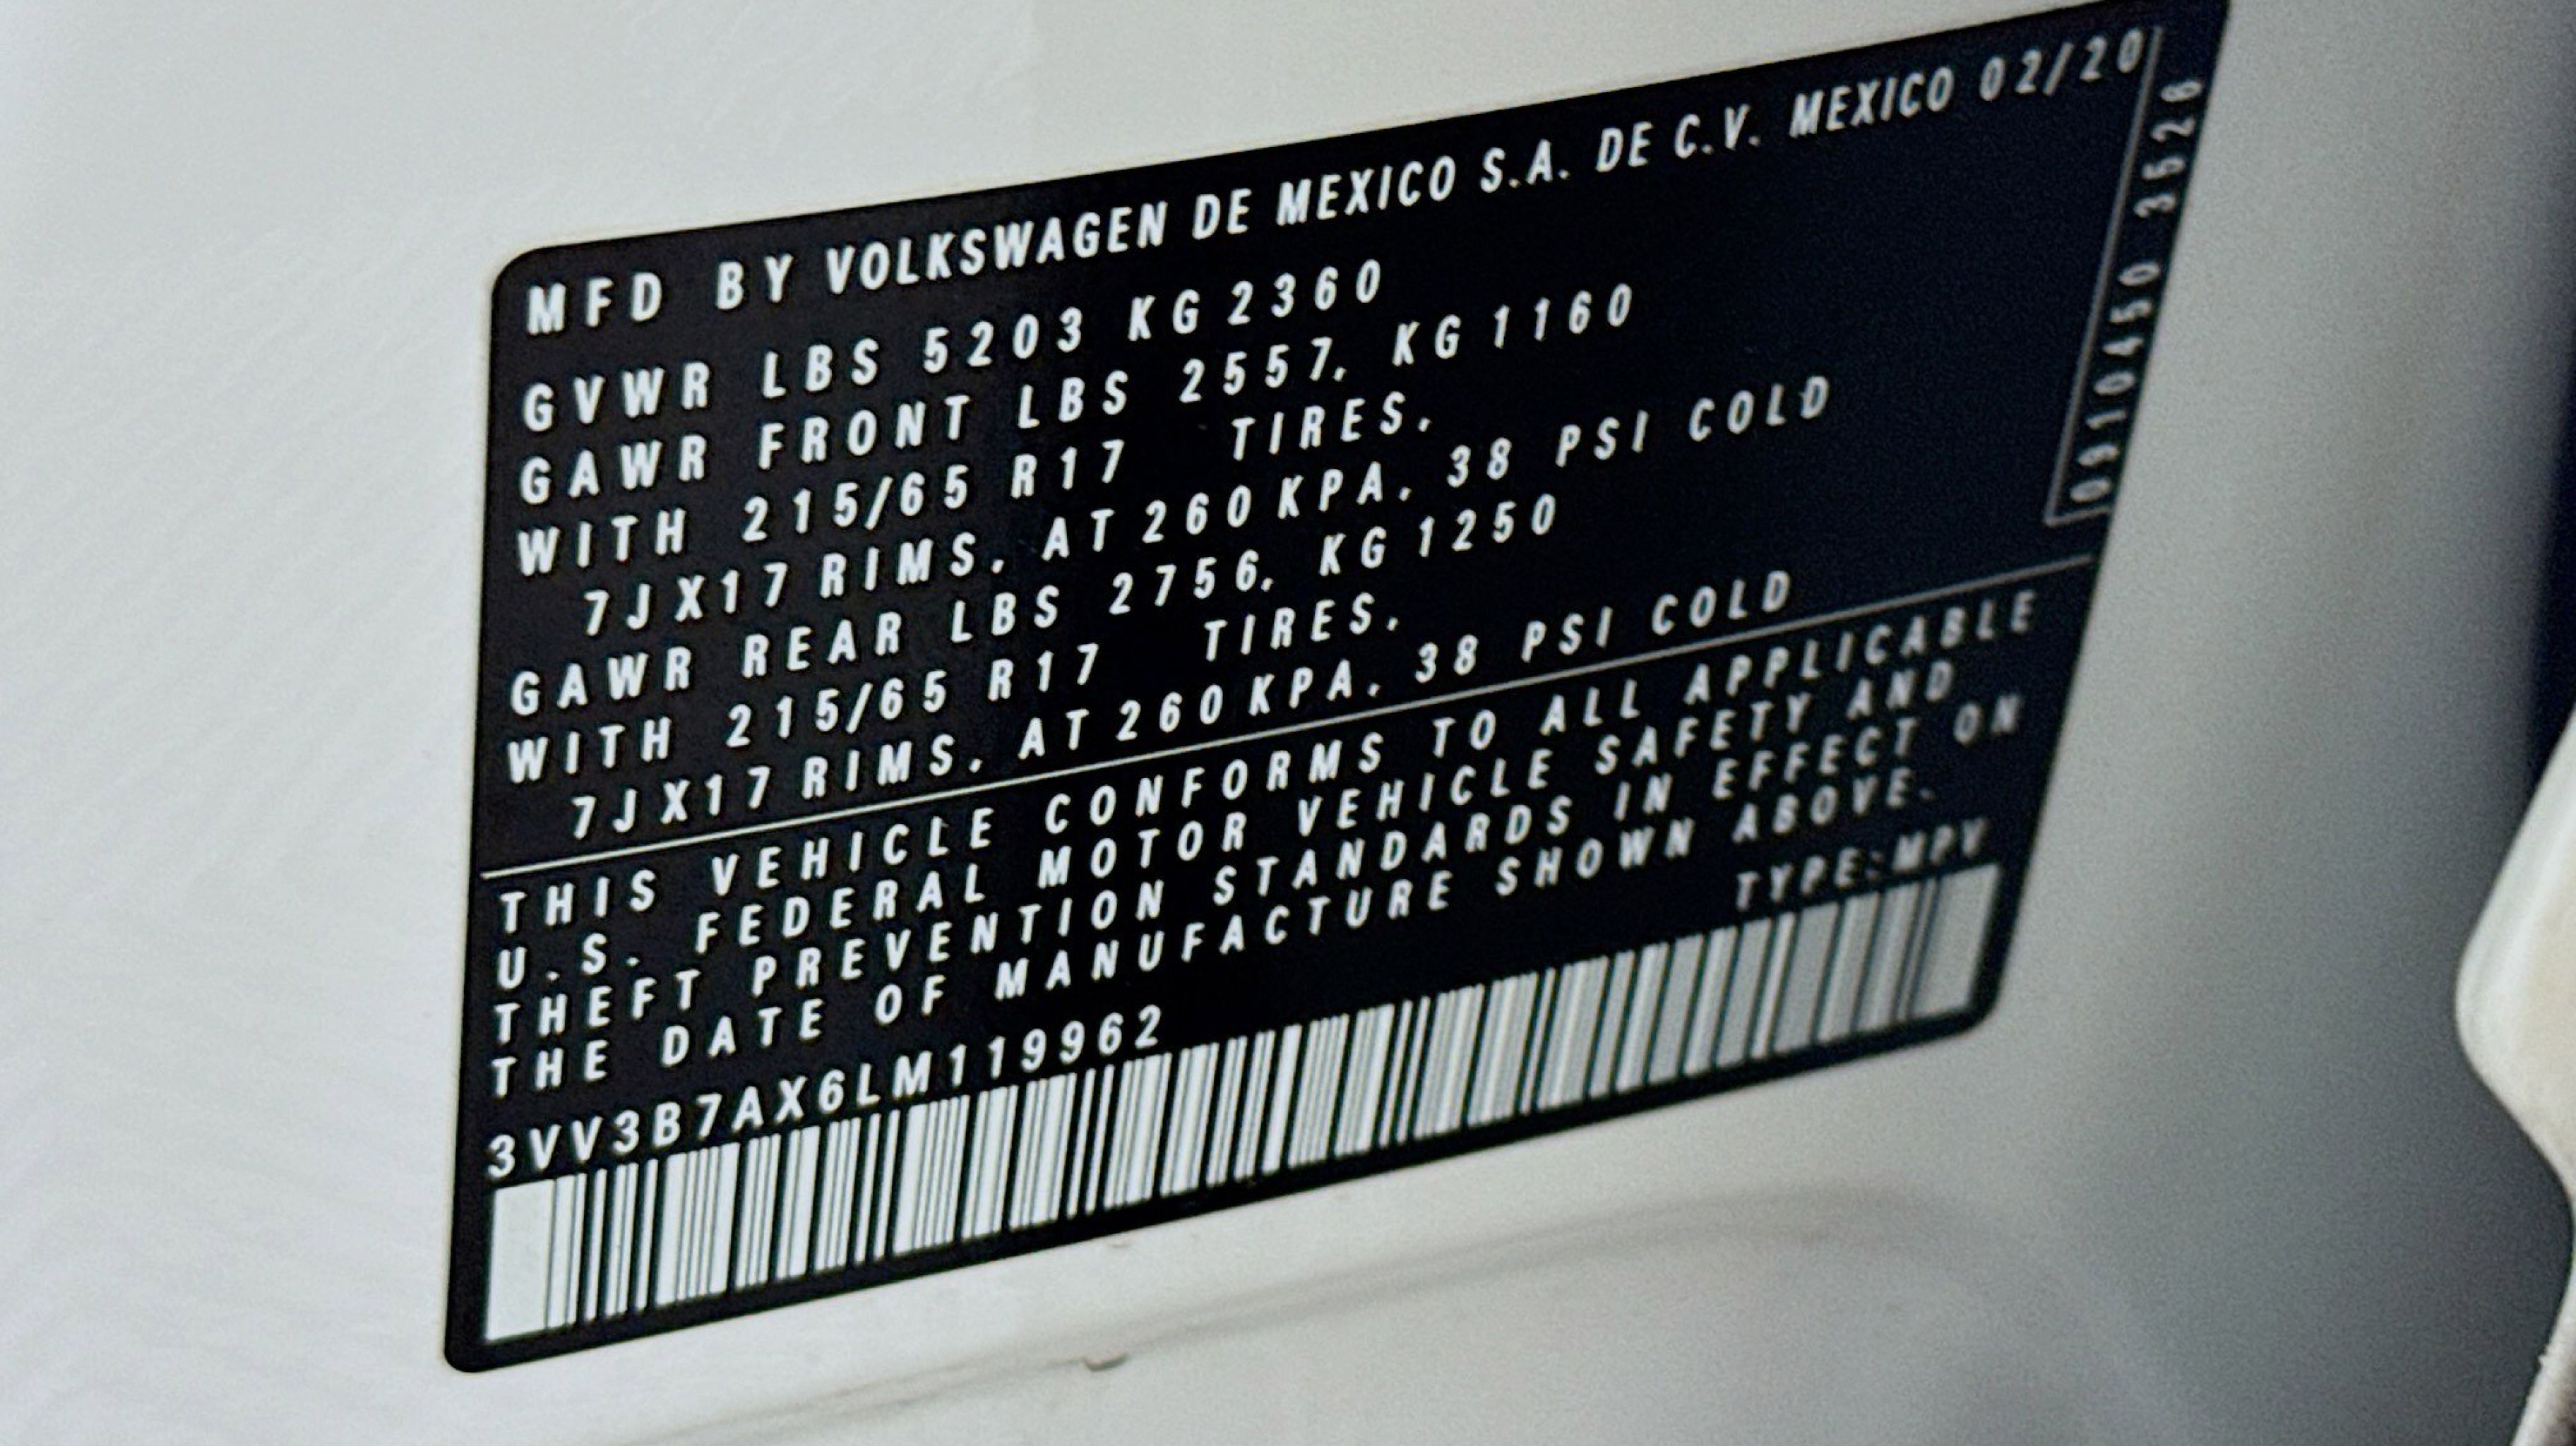 MFD BY VOLKSWAGEN DE MEXICO S.A. DE C.V. MEXICO 02/20
GVWR LBS 5203 KG 2360
GAWR FRONT LBS 2557, KG 1160
WITH 215/65 R17 TIRES,
7JX17 RIMS, AT 260 KPA, 38 PSI COLD
GAWR REAR LBS 2756, KG 1250
WITH 215/65 R17 TIRES,
7JX17 RIMS, AT 260 KPA, 38 PSI COLD
0910450 3526
THIS VEHICLE CONFORMS TO ALL APPLICABLE
U.S. FEDERAL MOTOR VEHICLE SAFETY AND
THEFT PREVENTION STANDARDS IN EFFECT ON
THE DATE OF MANUFACTURE SHOWN ABOVE.
TYPE:MPV
3VV3B7AX6LM119962